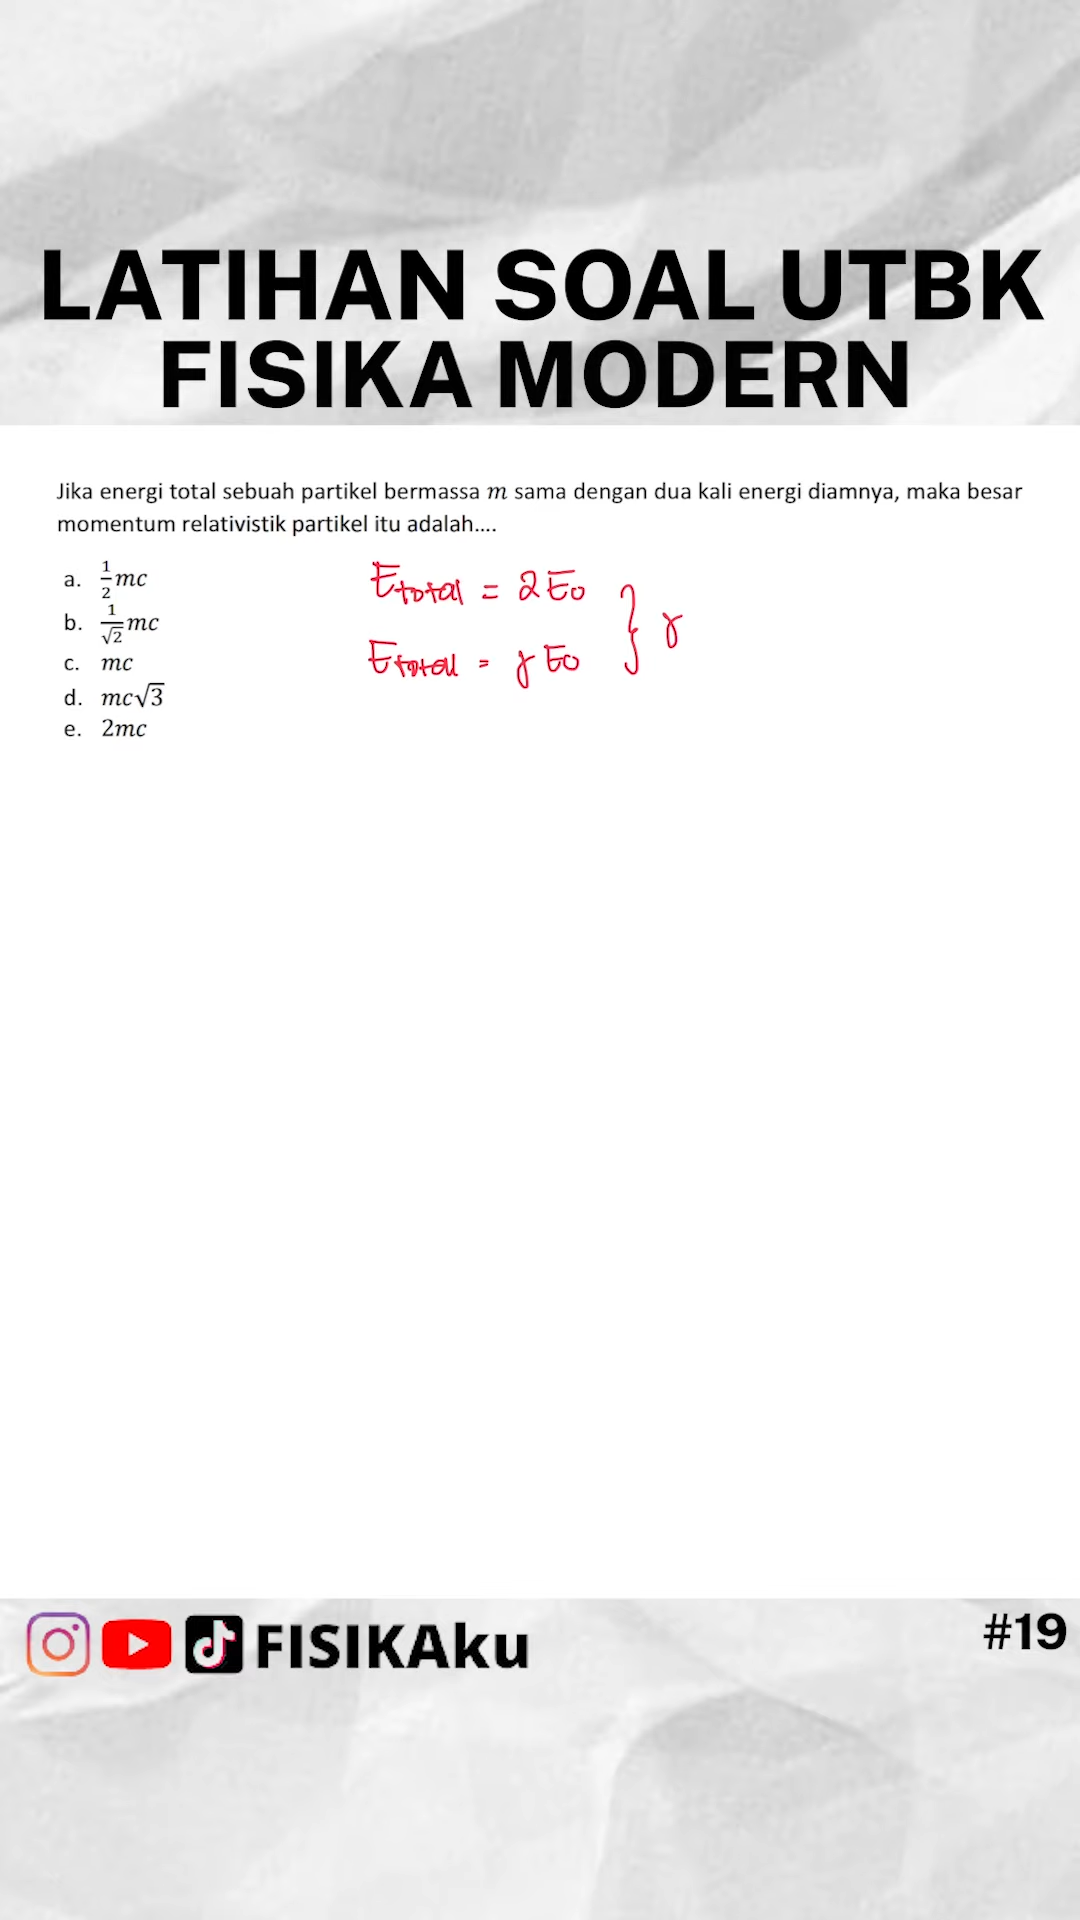 LATIHAN SOAL UTBK
FISIKA MODERN
Jika energi total sebuah partikel bermassa m sama dengan dua kali energi diamnya, maka besar
momentum relativistik partikel itu adalah....
a. 1/2 mc
b. 1/√2 mc
c. mc
d. mc√3
e. 2mc
Etotal = 2E₀ } γ
Etotal = γE₀
FISIKAku
#19